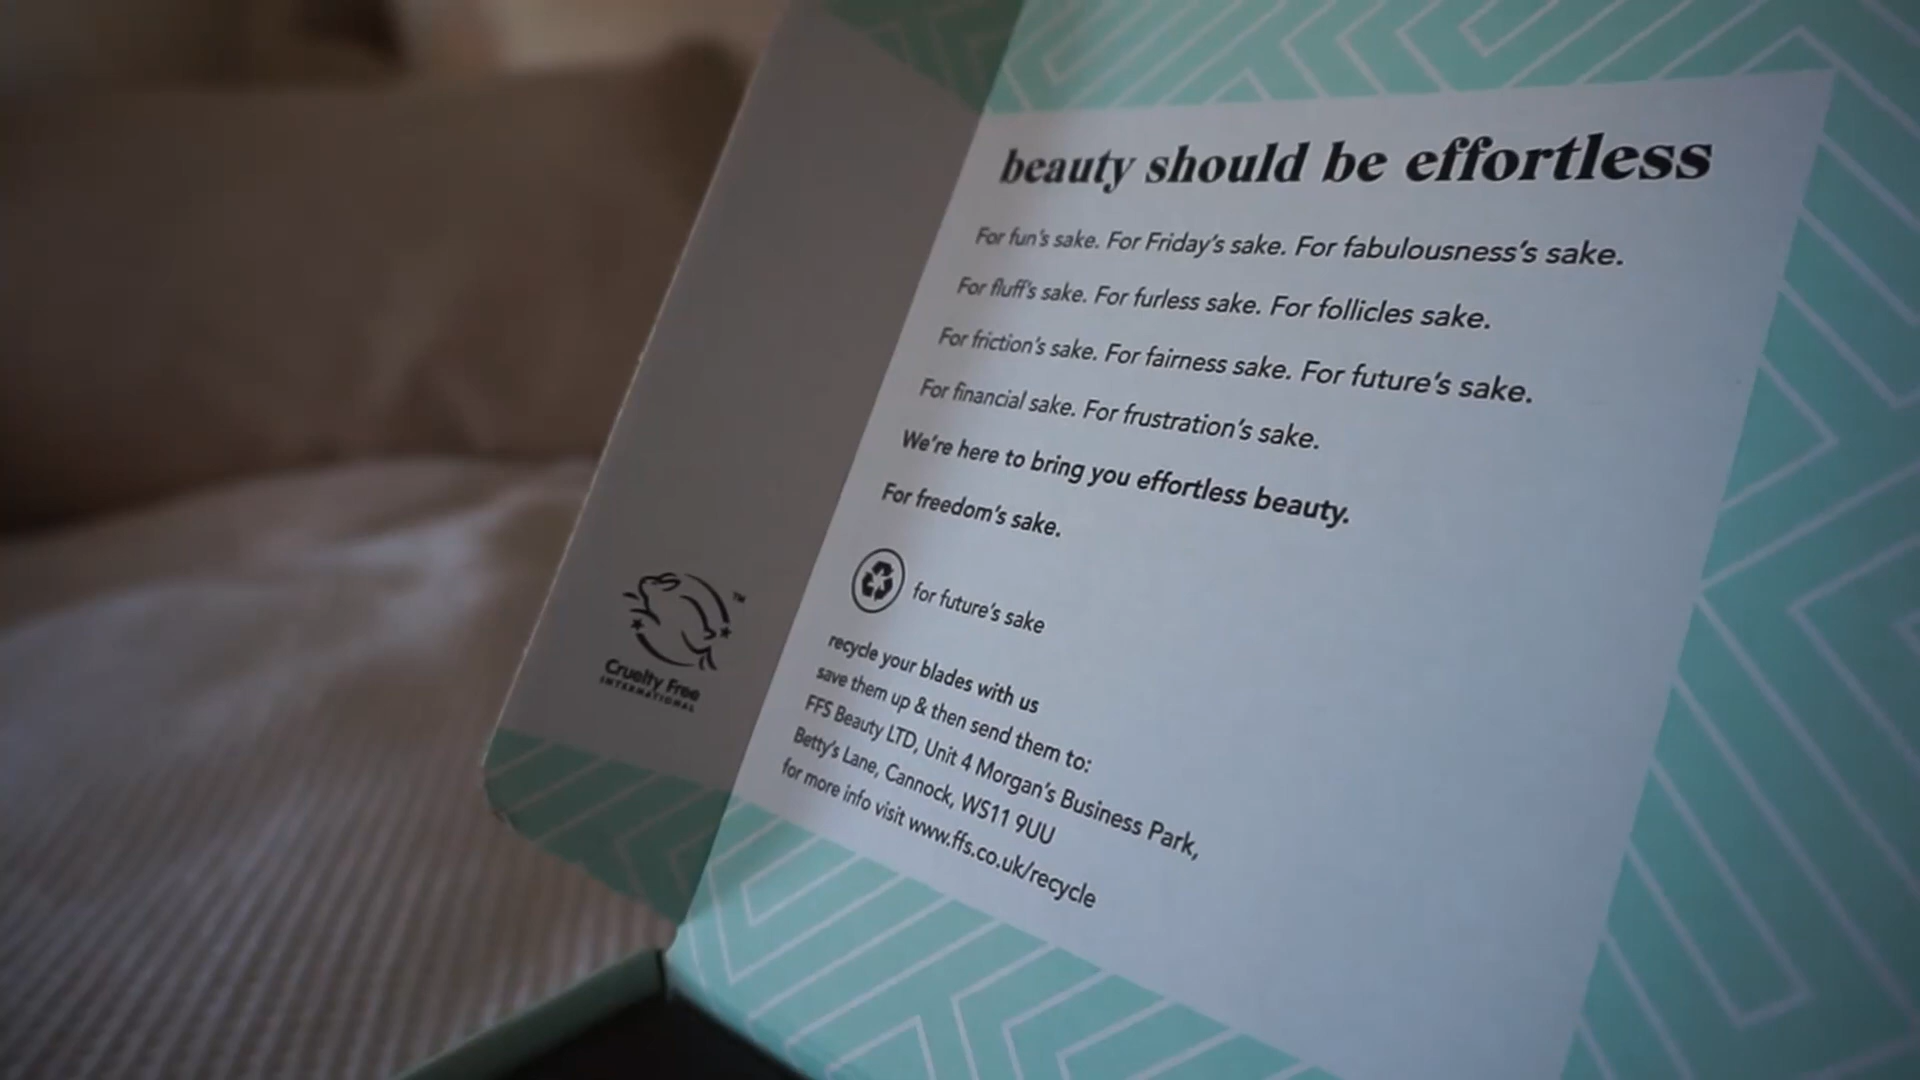 beauty should be effortless
For fun's sake. For Friday's sake. For fabulousness's sake.
For fluff's sake. For furless sake. For follicles sake.
For friction's sake. For fairness sake. For future's sake.
For financial sake. For frustration's sake.
We're here to bring you effortless beauty.
For freedom's sake.
for future's sake
recycle your blades with us
save them up & then send them to:
FFS Beauty LTD, Unit 4 Morgan's Business Park,
Betty's Lane, Cannock, WS11 9UU
for more info visit www.ffs.co.uk/recycle
TM
Cruelty Free
INTERNATIONAL